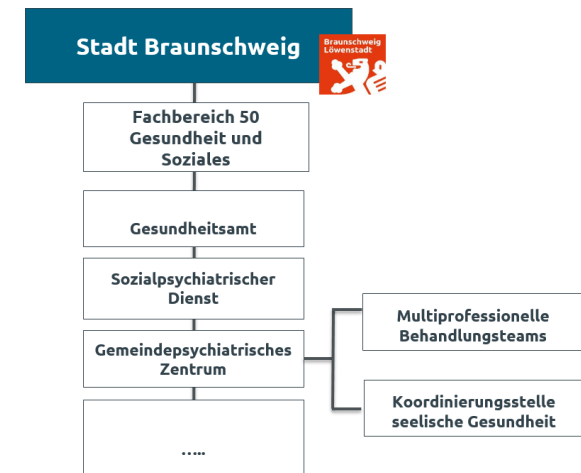 Stadt Braunschweig
Braunschweig
Löwenstadt
Fachbereich 50
Gesundheit und
Soziales
Gesundheitsamt
Sozialpsychiatrischer
Dienst
Gemeindepsychiatrisches
Zentrum
Multiprofessionelle
Behandlungsteams
Koordinierungsstelle
seelische Gesundheit
…..